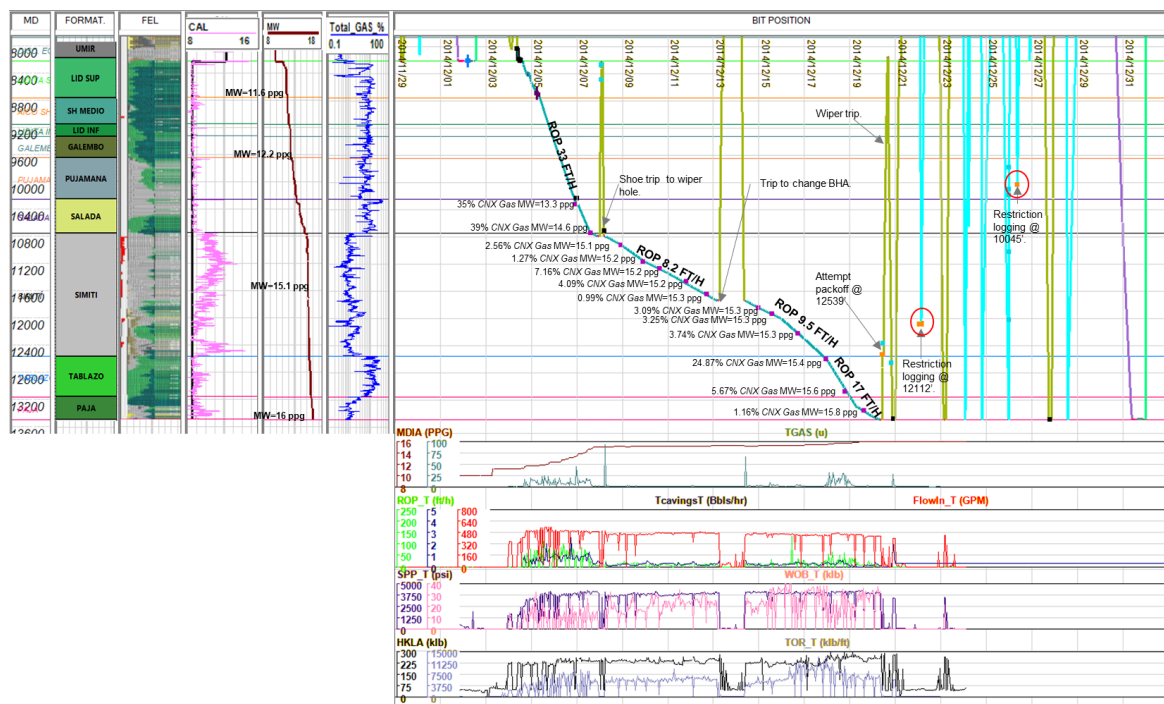 MD
FORMAT.
FEL
BIT POSITION
CAL
8 16
MW
8 18
Total_GAS_%
0.1 100
8000
8400
8800
9200
9600
10000
10400
10800
11200
11600
12000
12400
12800
13200
13600
UMIR
LID SUP
SH MEDIO
LID INF
GALEMBO
PUJAMANA
SALADA
SIMITI
TABLAZO
PAJA
MW=11.6 ppg
MW=12.2 ppg
MW=15.1 ppg
MW=16 ppg
2014/11/29
2014/12/01
2014/12/03
2014/12/05
2014/12/07
2014/12/09
2014/12/11
2014/12/13
2014/12/15
2014/12/17
2014/12/19
2014/12/21
2014/12/23
2014/12/25
2014/12/27
2014/12/29
2014/12/31
ROP 33 FT/H
Shoe trip to wiper
hole.
Trip to change BHA.
Wiper trip.
35% CNX Gas MW=13.3 ppg
39% CNX Gas MW=14.6 ppg
2.56% CNX Gas MW=15.1 ppg
1.27% CNX Gas MW=15.2 ppg
7.16% CNX Gas MW=15.2 ppg
4.09% CNX Gas MW=15.2 ppg
0.99% CNX Gas MW=15.3 ppg
3.09% CNX Gas MW=15.3 ppg
3.25% CNX Gas MW=15.3 ppg
3.74% CNX Gas MW=15.3 ppg
24.87% CNX Gas MW=15.4 ppg
5.67% CNX Gas MW=15.6 ppg
1.16% CNX Gas MW=15.8 ppg
ROP 8.2 FT/H
ROP 9.5 FT/H
ROP 17 FT/H
Attempt
packoff @
12539'
Restriction
logging @
10045'.
Restriction
logging @
12112'.
MDIA (PPG)
TGAS (u)
16 100
14 75
12 50
10 25
8 0
ROP_T (ft/h)
TcavingsT (Bbls/hr)
FlowIn_T (GPM)
250 5 800
200 4 640
150 3 480
100 2 320
50 1 160
0 0 0
SPP_T (psi)
WOB_T (klb)
5000 40
3750 30
2500 20
1250 10
0 0
HKLA (klb)
TOR_T (klb/ft)
300 15000
225 11250
150 7500
75 3750
0 0